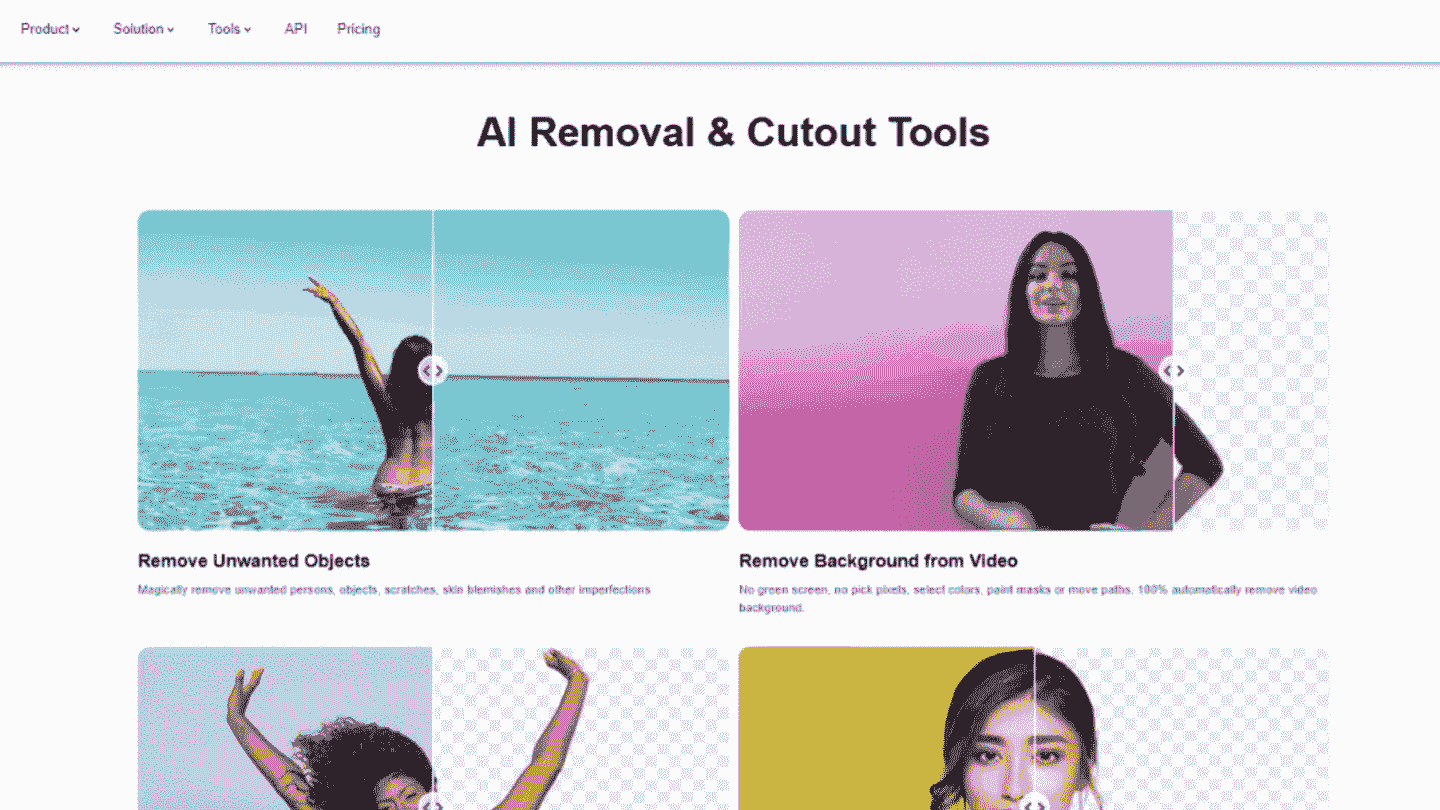 Product
Solution
Tools
API
Pricing
AI Removal & Cutout Tools
Remove Unwanted Objects
Magically remove unwanted persons, objects, scratches, skin blemishes and other imperfections
Remove Background from Video
No green screen, no pick pixels, select colors, paint masks or move paths, 100% automatically remove video
background.